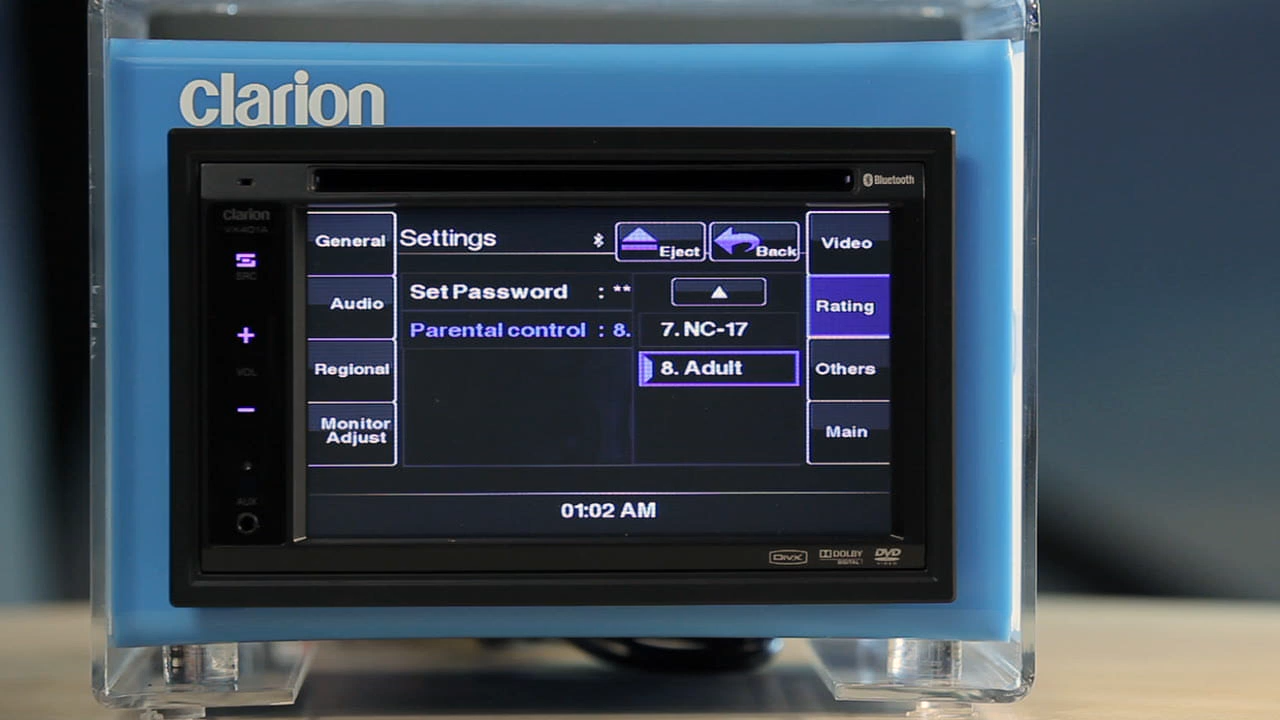 clarion
Bluetooth
clarion
VX401A
SRC
VOL
AUX
General
Audio
Regional
Monitor
Adjust
Settings
Eject
Back
Set Password : **
Parental control : 8.
7. NC-17
8. Adult
Video
Rating
Others
Main
01:02 AM
DIVX
DOLBY
DIGITAL
DVD
VIDEO